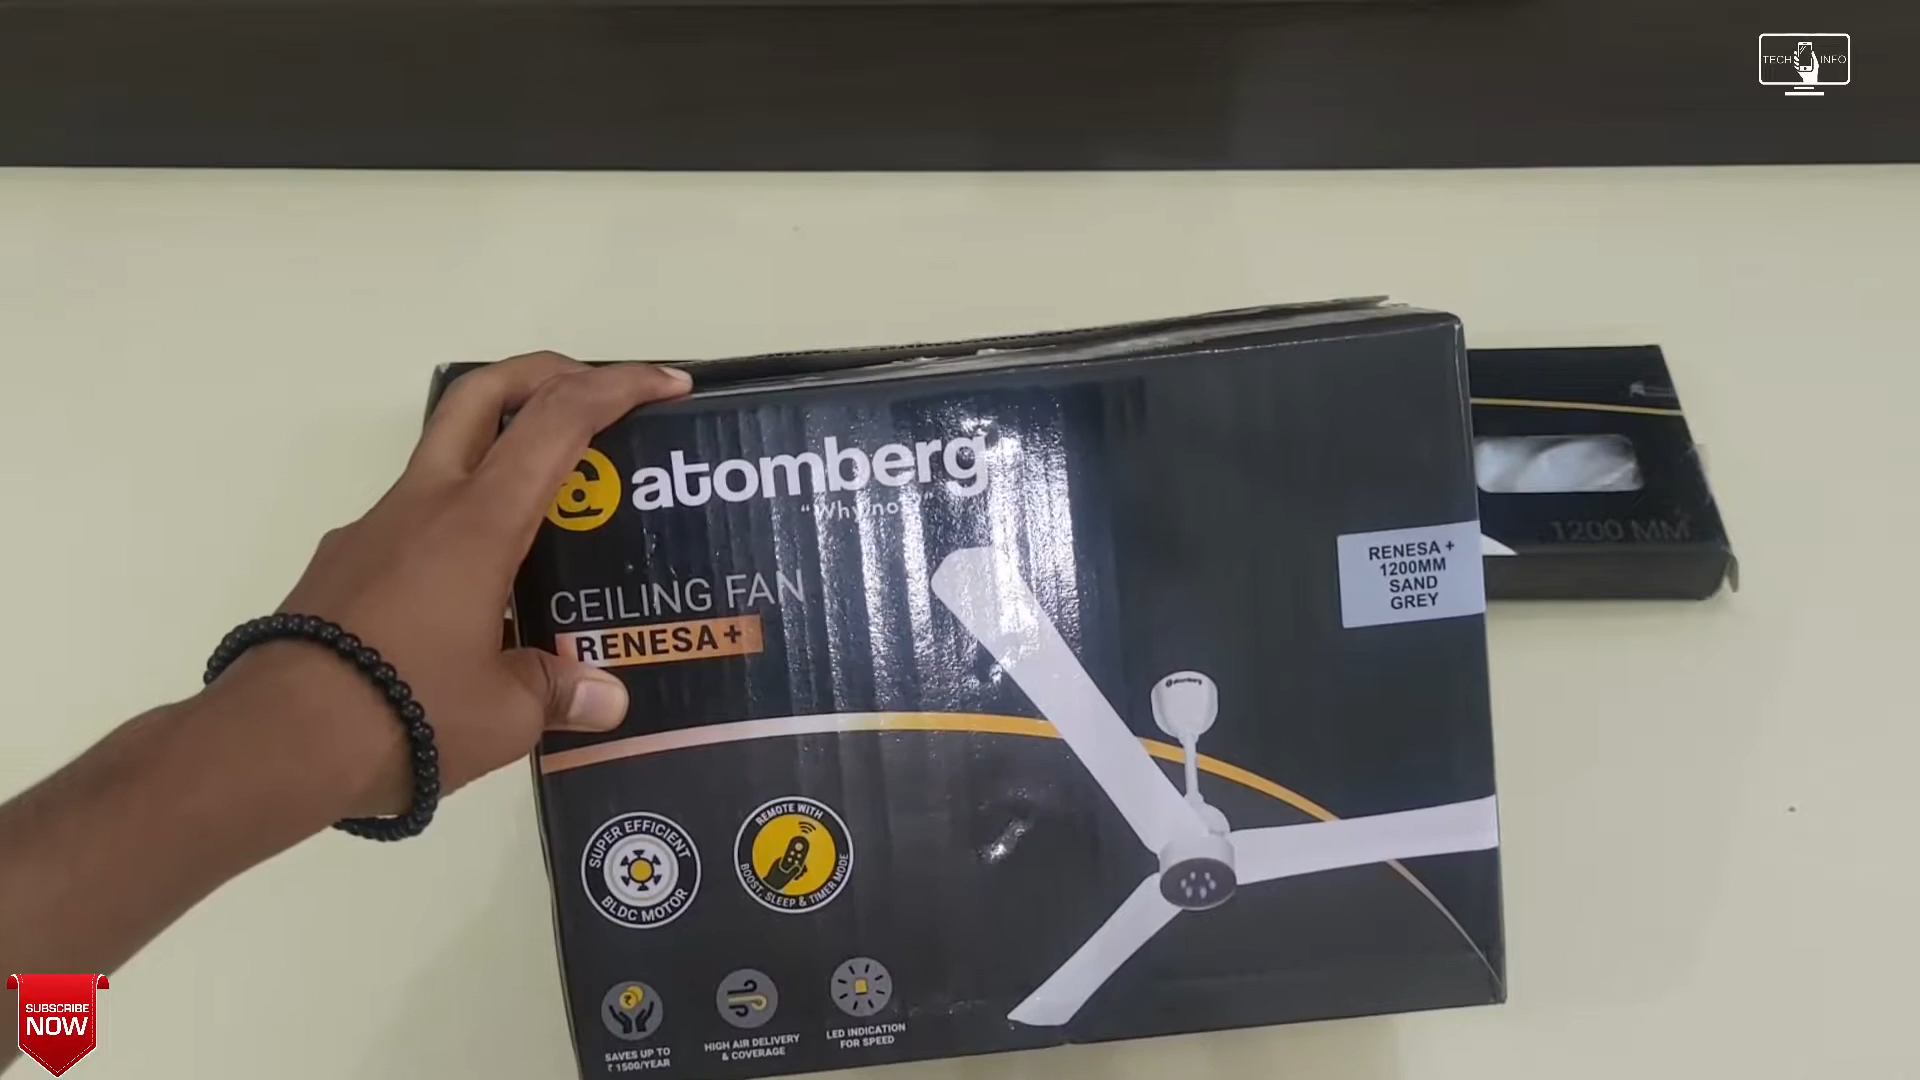 TECH INFO
atomberg
"Why no
CEILING FAN
RENESA+
RENESA +
1200MM
SAND
GREY
1200 MM
atomberg
SUPER EFFICIENT
BLDC MOTOR
REMOTE WITH
BOOST, SLEEP & TIMER MODE
SAVES UP TO
₹ 1500/YEAR
HIGH AIR DELIVERY
& COVERAGE
LED INDICATION
FOR SPEED
SUBSCRIBE
NOW